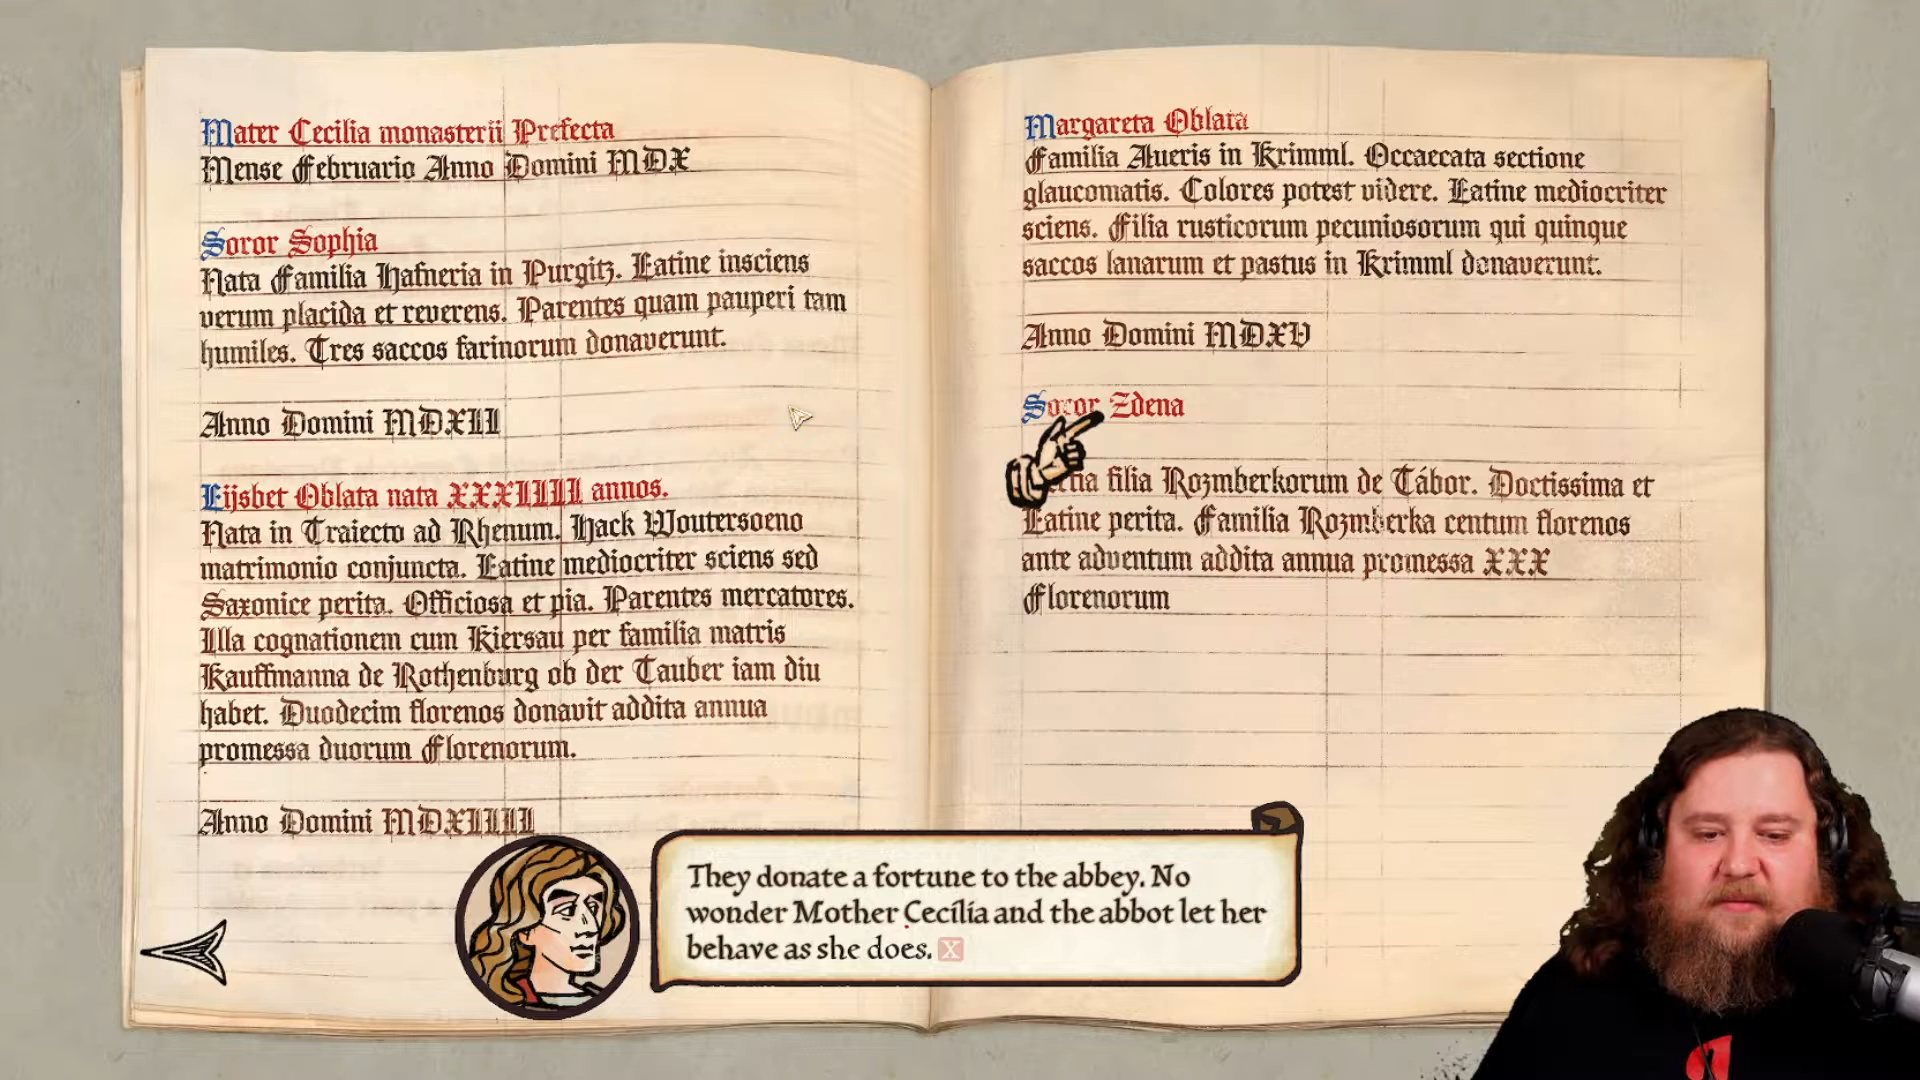 Mater Cecilia monasterii Prefecta
Mense Februario Anno Domini MDX
Soror Sophia
Nata Familia Hafneria in Purgitz. Latine insciens
verum placida et reverens. Parentes quam pauperi tam
humiles. Tres saccos farinorum donaverunt.
Anno Domini MDXII
Lijsbet Oblata nata XXXIIII annos.
Nata in Traiecto ad Rhenum. Hack Woutersoeno
matrimonio conjuncta. Latine mediocriter sciens sed
Saxonice perita. Officiosa et pia. Parentes mercatores.
Illa cognationem cum Kiersau per familia matris
Kauffmanna de Rothenburg ob der Tauber iam diu
habet. Duodecim florenos donavit addita annua
promessa duorum Florenorum.
Anno Domini MDXIIII
Margareta Oblata
Familia Aueris in Krimml. Occaecata sectione
glaucomatis. Colores potest videre. Latine mediocriter
sciens. Filia rusticorum pecuniosorum qui quinque
saccos lanarum et pastus in Krimml donaverunt.
Anno Domini MDXV
Soror Zdena
filia Rozmberkorum de Tábor. Doctissima et
Latine perita. Familia Rozmberka centum florenos
ante adventum addita annua promessa XXX
Florenorum
They donate a fortune to the abbey. No
wonder Mother Cecilia and the abbot let her
behave as she does. X